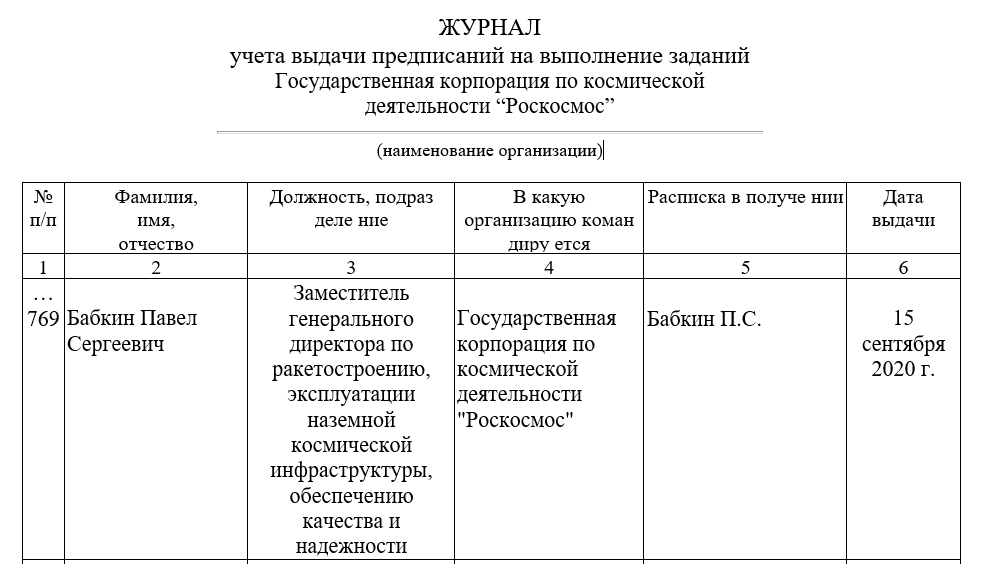 ЖУРНАЛ
учета выдачи предписаний на выполнение заданий
Государственная корпорация по космической
деятельности “Роскосмос”
(наименование организации)
№
п/п
Фамилия,
имя,
отчество
Должность, подраз
деле ние
В какую
организацию коман
диру ется
Расписка в получе нии
Дата
выдачи
1
2
3
4
5
6
…
769
Бабкин Павел
Сергеевич
Заместитель
генерального
директора по
ракетостроению,
эксплуатации
наземной
космической
инфраструктуры,
обеспечению
качества и
надежности
Государственная
корпорация по
космической
деятельности
"Роскосмос"
Бабкин П.С.
15
сентября
2020 г.